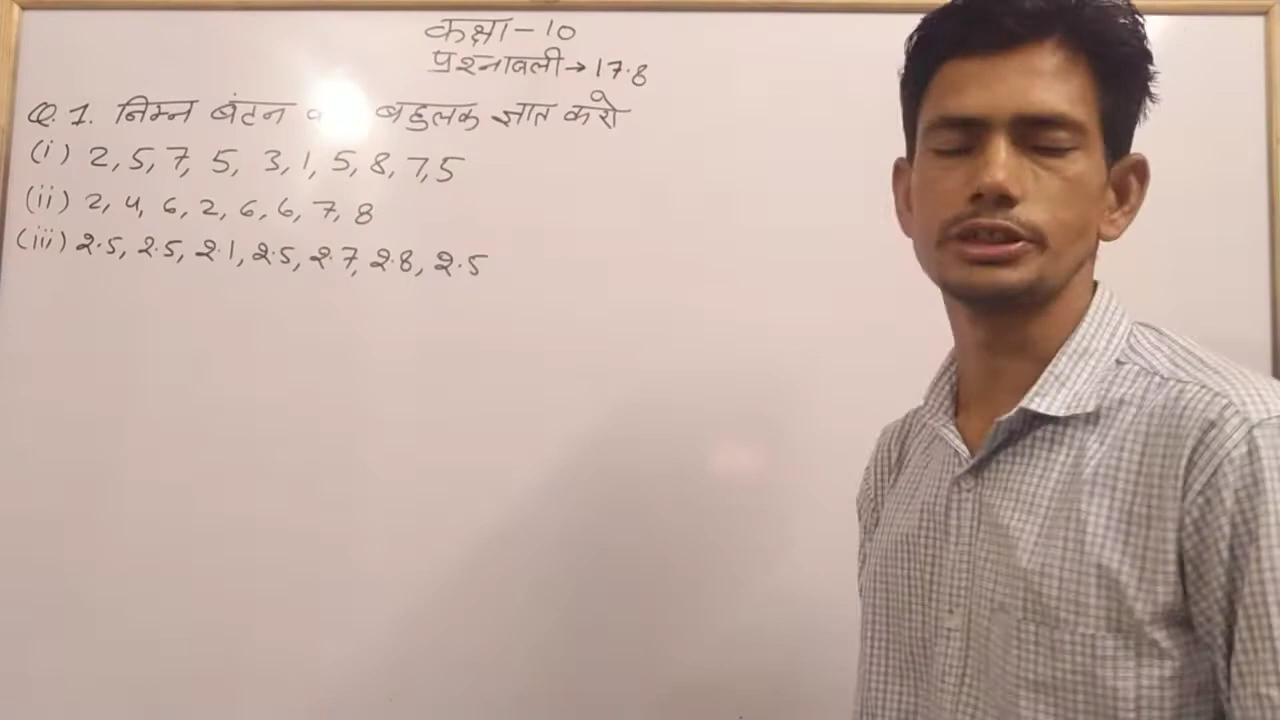 कक्षा - 10
प्रश्नावली → 17.8
Q. 1. निम्न बंटन बहुलक ज्ञात करो
(i) 2, 5, 7, 5, 3, 1, 5, 8, 7, 5
(ii) 2, 4, 6, 2, 6, 6, 7, 8
(iii) 2.5, 2.5, 2.1, 2.5, 2.7, 2.8, 2.5